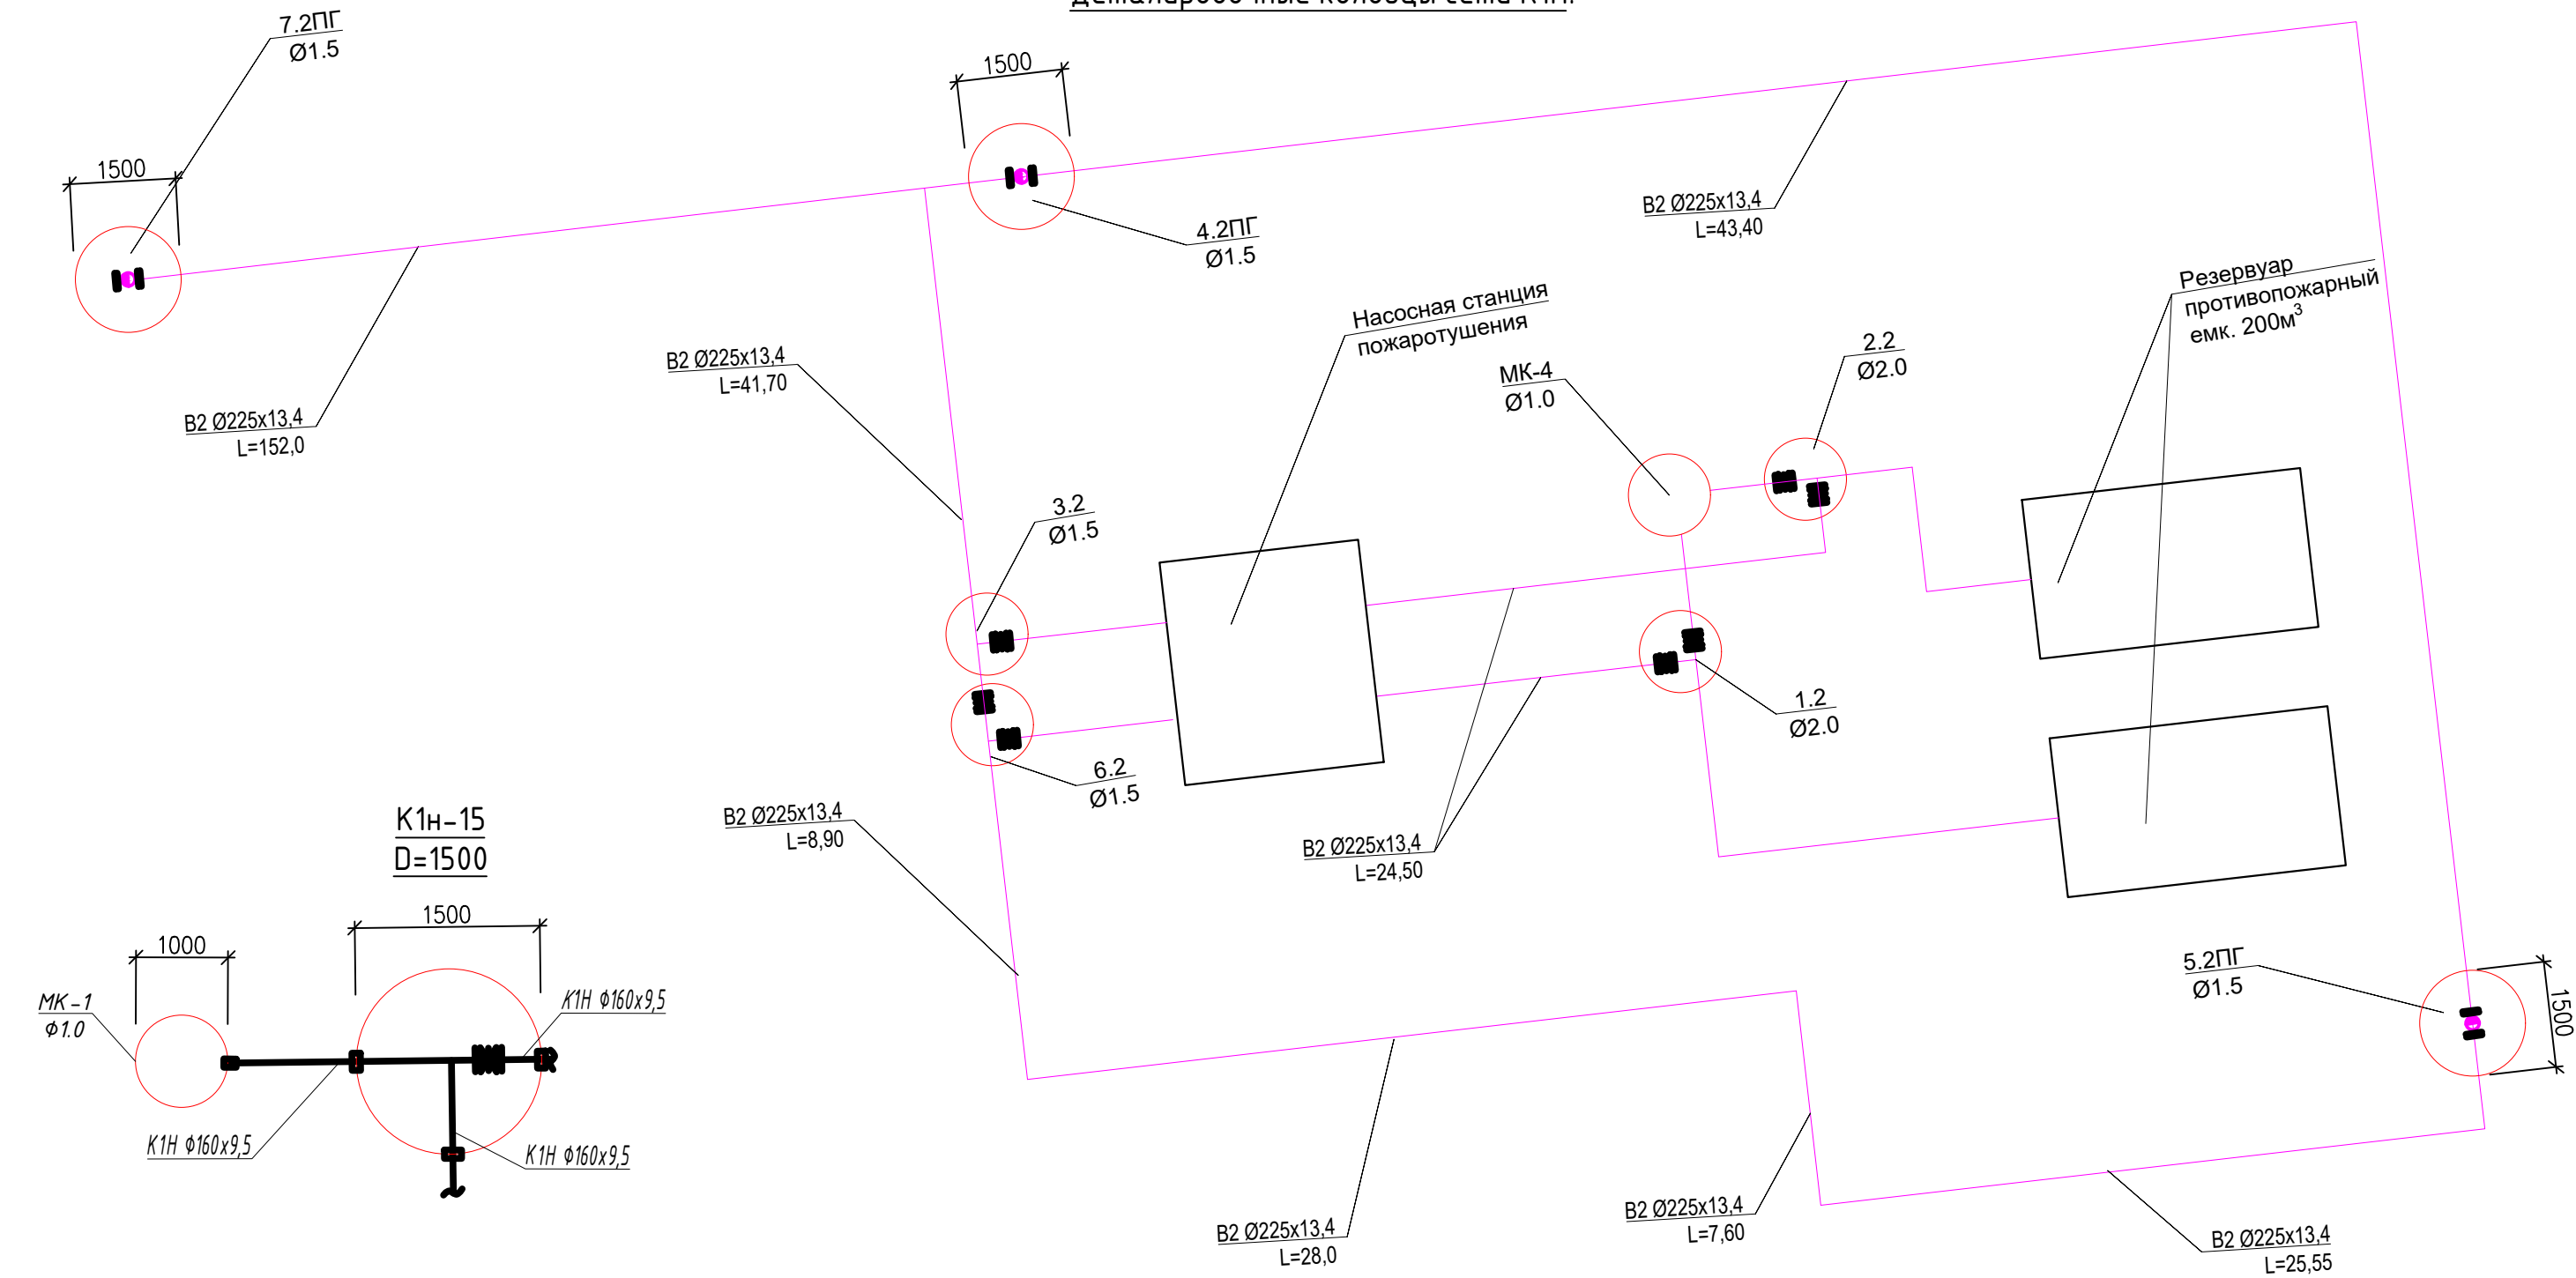 7.2ПГ
Ø1.5
1500
1500
4.2ПГ
Ø1.5
В2 Ø225х13,4
L=43,40
Резервуар
противопожарный
емк. 200м³
Насосная станция
пожаротушения
В2 Ø225х13,4
L=41,70
2.2
Ø2.0
МК-4
Ø1.0
В2 Ø225х13,4
L=152,0
3.2
Ø1.5
1.2
Ø2.0
6.2
Ø1.5
В2 Ø225х13,4
L=8,90
В2 Ø225х13,4
L=24,50
К1н-15
D=1500
1500
1000
МК-1
Ф1.0
К1Н Ф160х9,5
К1Н Ф160х9,5
К1Н Ф160х9,5
5.2ПГ
Ø1.5
1500
В2 Ø225х13,4
L=28,0
В2 Ø225х13,4
L=7,60
В2 Ø225х13,4
L=25,55